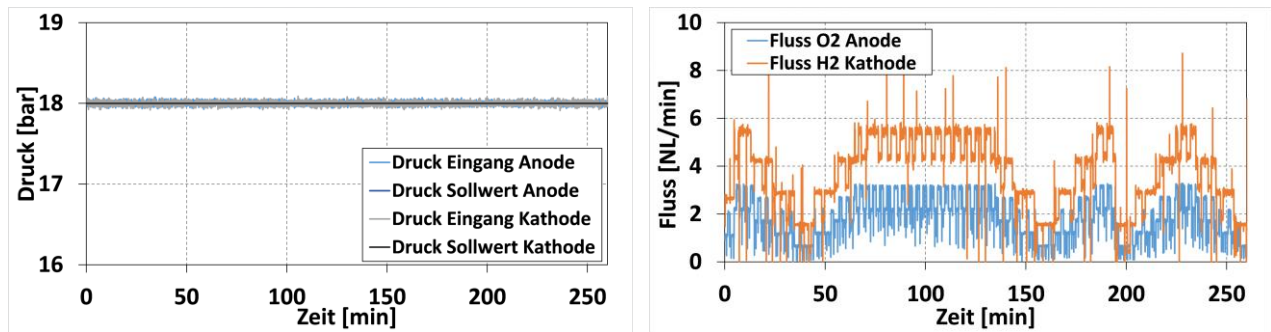 19
18
17
16
Druck [bar]
Druck Eingang Anode
Druck Sollwert Anode
Druck Eingang Kathode
Druck Sollwert Kathode
0 50 100 150 200 250
Zeit [min]
10
8
6
4
2
0
Fluss [NL/min]
Fluss O2 Anode
Fluss H2 Kathode
0 50 100 150 200 250
Zeit [min]